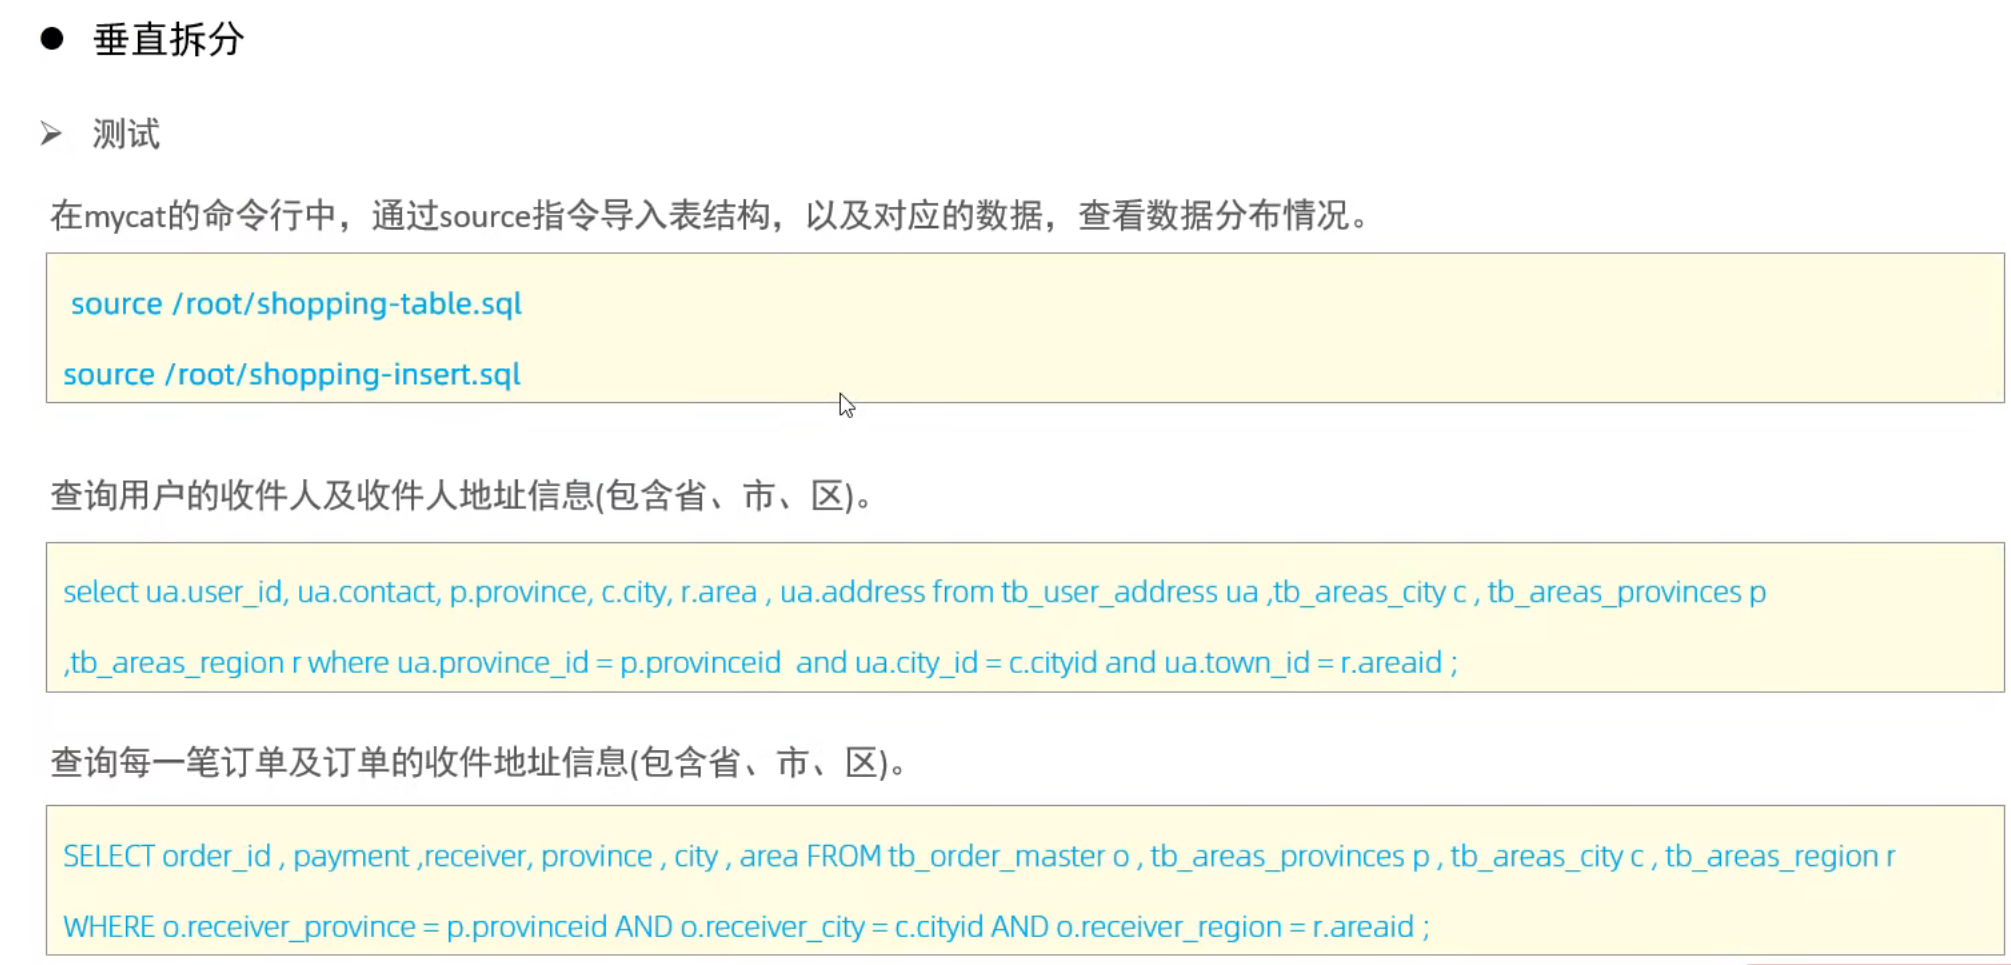 ● 垂直拆分
➢ 测试
在mycat的命令行中，通过source指令导入表结构，以及对应的数据，查看数据分布情况。
source /root/shopping-table.sql
source /root/shopping-insert.sql
查询用户的收件人及收件人地址信息(包含省、市、区)。
select ua.user_id, ua.contact, p.province, c.city, r.area , ua.address from tb_user_address ua ,tb_areas_city c , tb_areas_provinces p
,tb_areas_region r where ua.province_id = p.provinceid  and ua.city_id = c.cityid and ua.town_id = r.areaid ;
查询每一笔订单及订单的收件地址信息(包含省、市、区)。
SELECT order_id , payment ,receiver, province , city , area FROM tb_order_master o , tb_areas_provinces p , tb_areas_city c , tb_areas_region r
WHERE o.receiver_province = p.provinceid AND o.receiver_city = c.cityid AND o.receiver_region = r.areaid ;